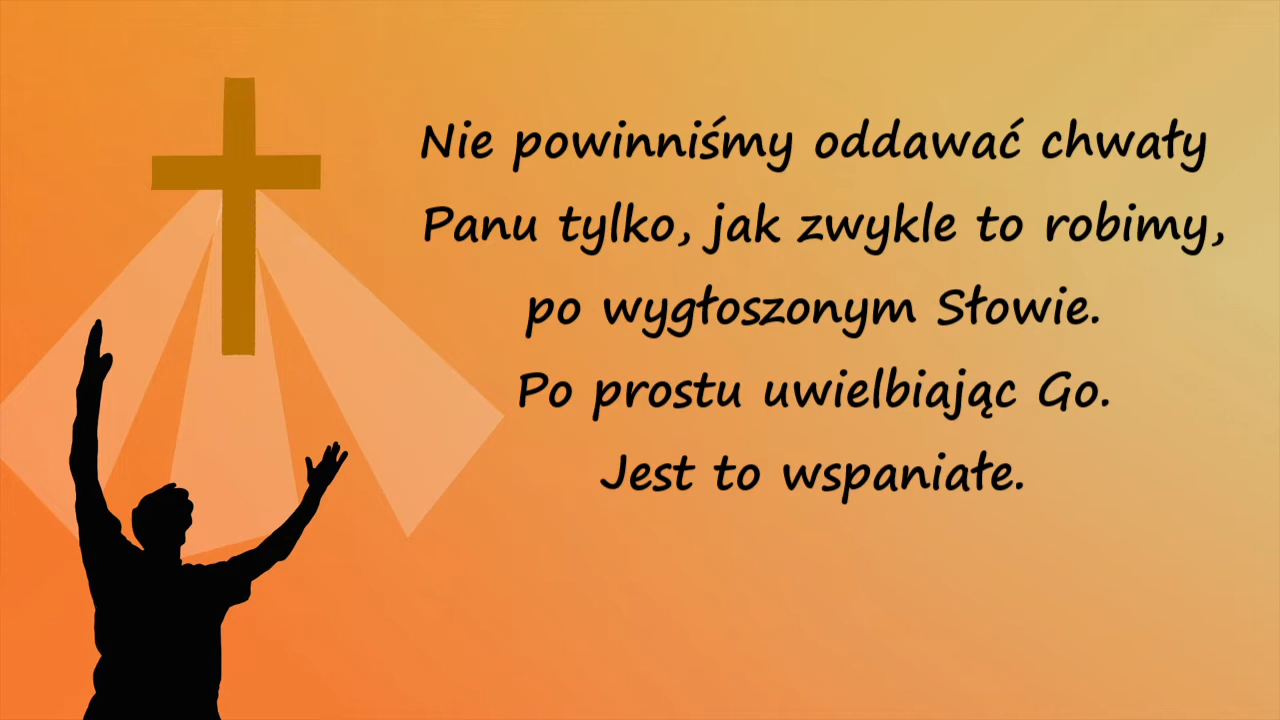 Nie powinniśmy oddawać chwały
Panu tylko, jak zwykle to robimy,
po wygłoszonym Słowie.
Po prostu uwielbiając Go.
Jest to wspaniałe.